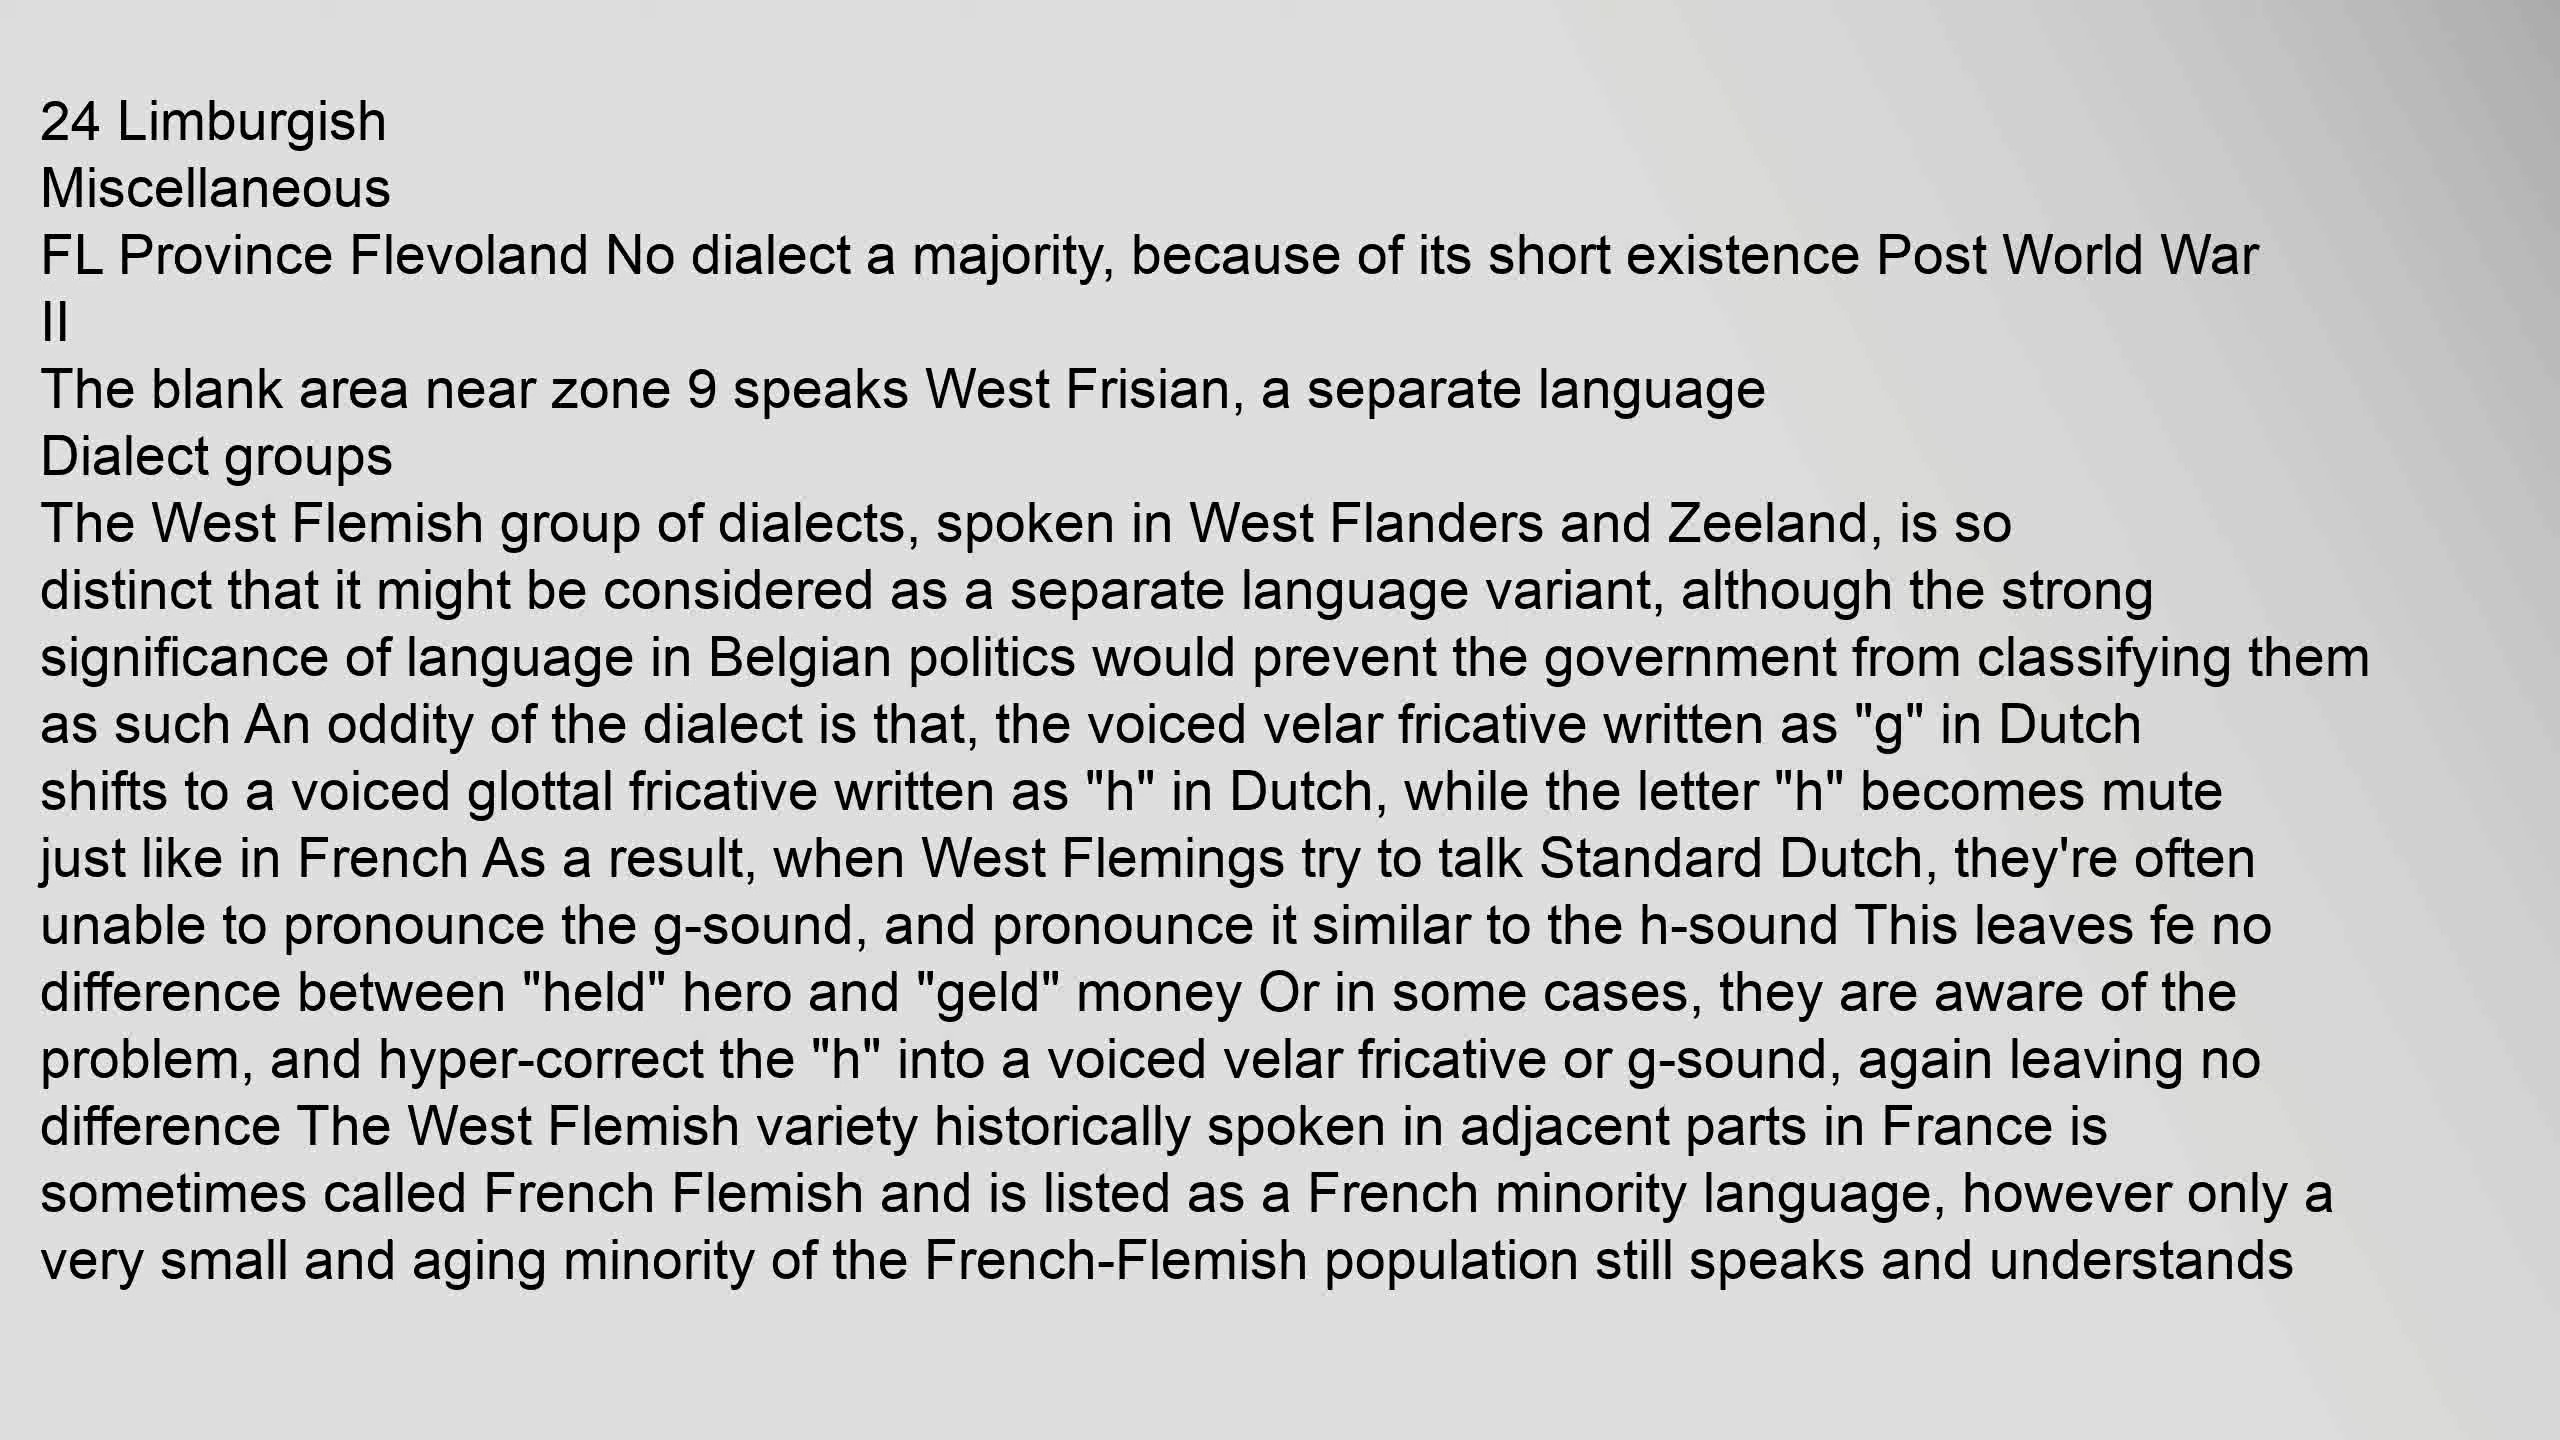 24 Limburgish
Miscellaneous
FL Province Flevoland No dialect a majority, because of its short existence Post World War
II
The blank area near zone 9 speaks West Frisian, a separate language
Dialect groups
The West Flemish group of dialects, spoken in West Flanders and Zeeland, is so
distinct that it might be considered as a separate language variant, although the strong
significance of language in Belgian politics would prevent the government from classifying them
as such An oddity of the dialect is that, the voiced velar fricative written as "g" in Dutch
shifts to a voiced glottal fricative written as "h" in Dutch, while the letter "h" becomes mute
just like in French As a result, when West Flemings try to talk Standard Dutch, they're often
unable to pronounce the g-sound, and pronounce it similar to the h-sound This leaves fe no
difference between "held" hero and "geld" money Or in some cases, they are aware of the
problem, and hyper-correct the "h" into a voiced velar fricative or g-sound, again leaving no
difference The West Flemish variety historically spoken in adjacent parts in France is
sometimes called French Flemish and is listed as a French minority language, however only a
very small and aging minority of the French-Flemish population still speaks and understands